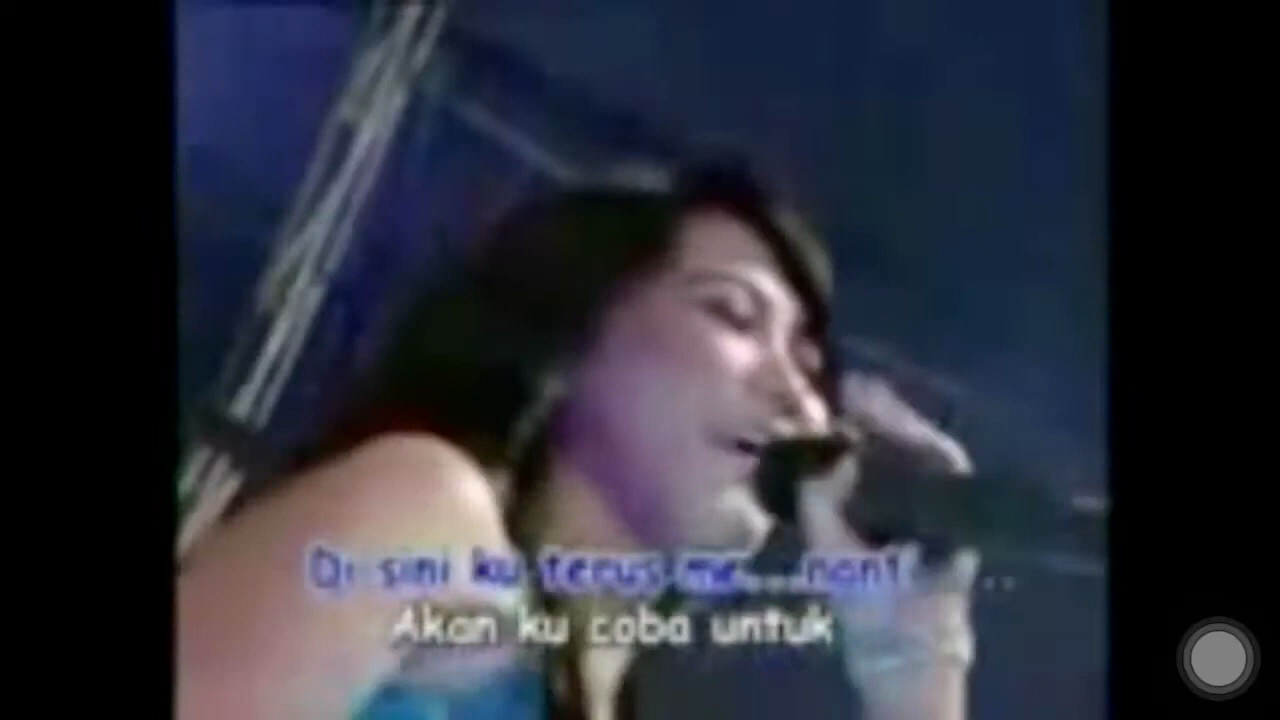 Di sini ku terus me....nanti....
Akan ku coba untuk